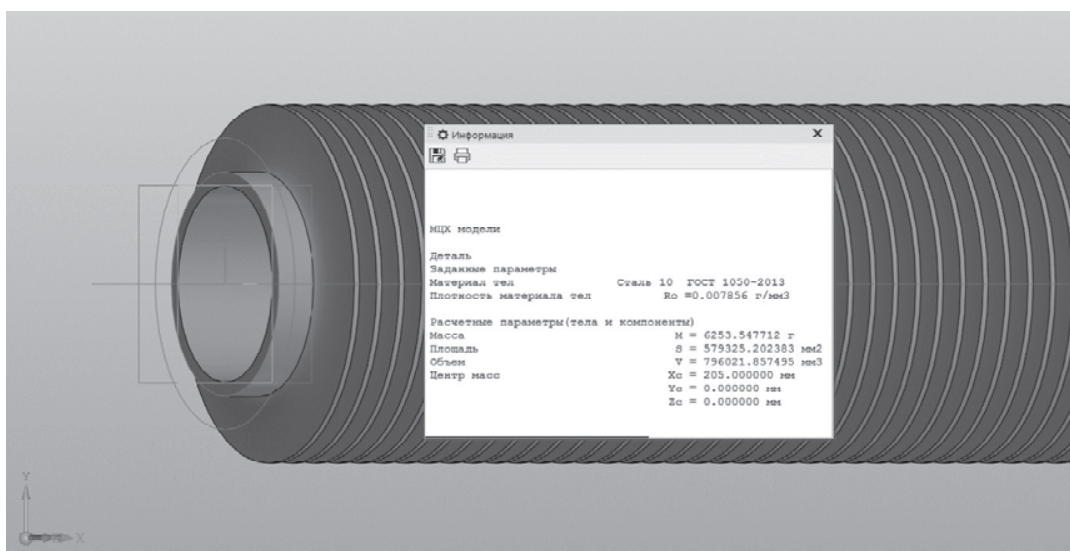 Информация X
МЦХ модели
Деталь
Заданные параметры
Материал тел Сталь 10 ГОСТ 1050-2013
Плотность материала тел Ro =0.007856 г/мм3
Расчетные параметры(тела и компоненты)
Масса M = 6253.547712 г
Площадь S = 579325.202383 мм2
Объем V = 796021.857495 мм3
Центр масс Xc = 205.000000 мм
Yc = 0.000000 мм
Zc = 0.000000 мм
Y
X